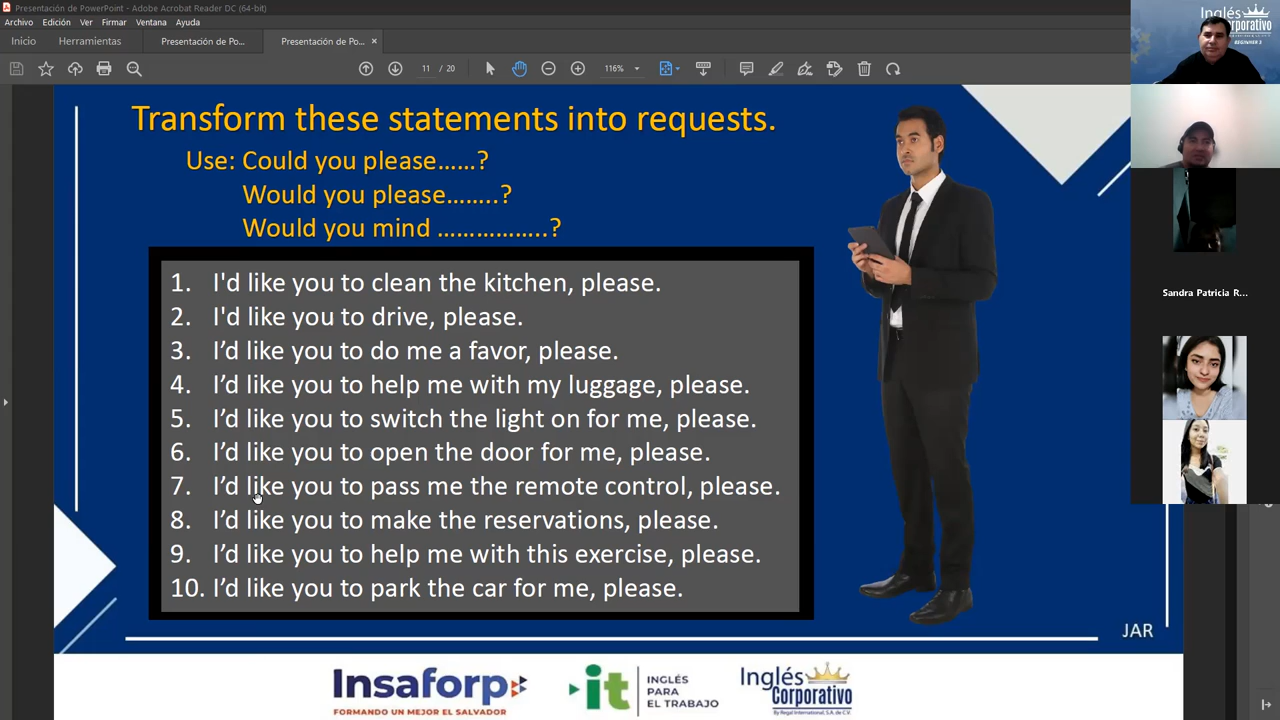 Presentación de PowerPoint - Adobe Acrobat Reader DC (64-bit)
Archivo Edición Ver Firmar Ventana Ayuda
Inicio Herramientas Presentación de Po... Presentación de Po... ×
11 / 20 116%
Transform these statements into requests.
Use: Could you please……?
Would you please……..?
Would you mind ……………..?
1. I'd like you to clean the kitchen, please.
2. I'd like you to drive, please.
3. I’d like you to do me a favor, please.
4. I’d like you to help me with my luggage, please.
5. I’d like you to switch the light on for me, please.
6. I’d like you to open the door for me, please.
7. I’d like you to pass me the remote control, please.
8. I’d like you to make the reservations, please.
9. I’d like you to help me with this exercise, please.
10. I’d like you to park the car for me, please.
JAR
Insaforp
FORMANDO UN MEJOR EL SALVADOR
it
INGLÉS
PARA
EL TRABAJO
Inglés
Corporativo
By Regal International, S.A. de C.V.
Inglés
rporativo
BEGINNER 2
Sandra Patricia R...